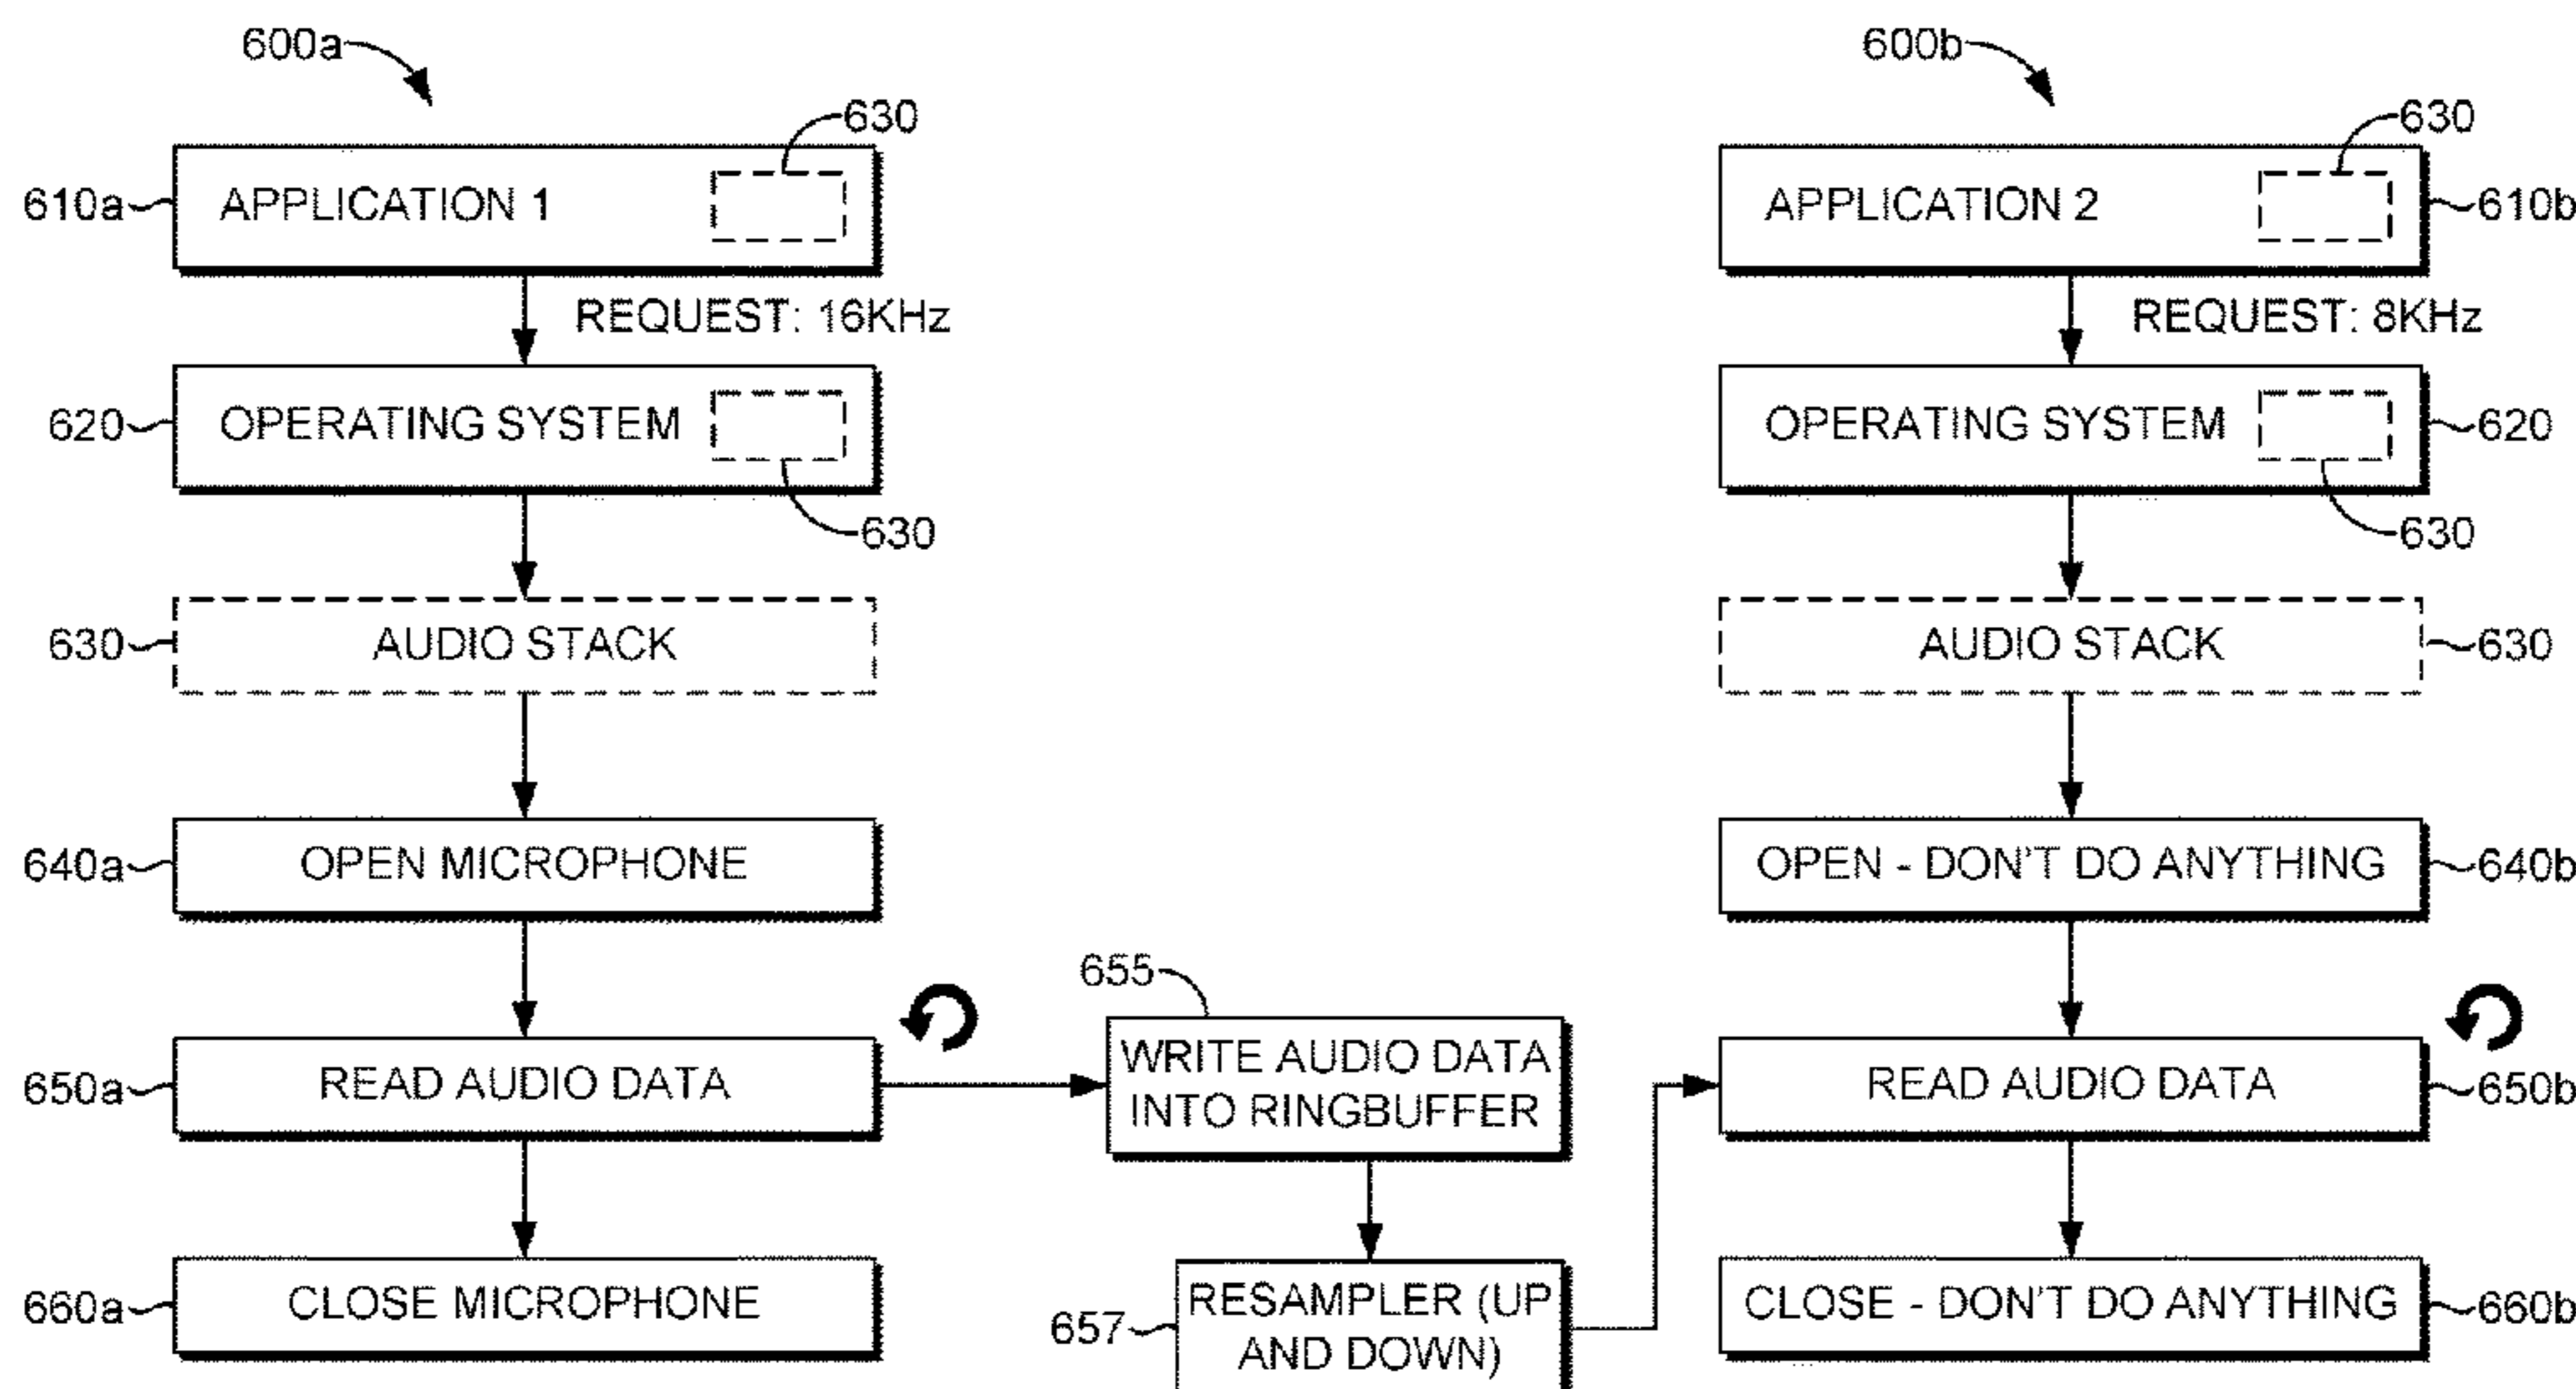 600a
600b
630
630
610a
APPLICATION 1
APPLICATION 2
610b
REQUEST: 16KHz
REQUEST: 8KHz
620
OPERATING SYSTEM
OPERATING SYSTEM
620
630
630
630
AUDIO STACK
AUDIO STACK
630
640a
OPEN MICROPHONE
OPEN - DON'T DO ANYTHING
640b
655
650a
READ AUDIO DATA
WRITE AUDIO DATA
INTO RINGBUFFER
READ AUDIO DATA
650b
660a
CLOSE MICROPHONE
657
RESAMPLER (UP
AND DOWN)
CLOSE - DON'T DO ANYTHING
660b